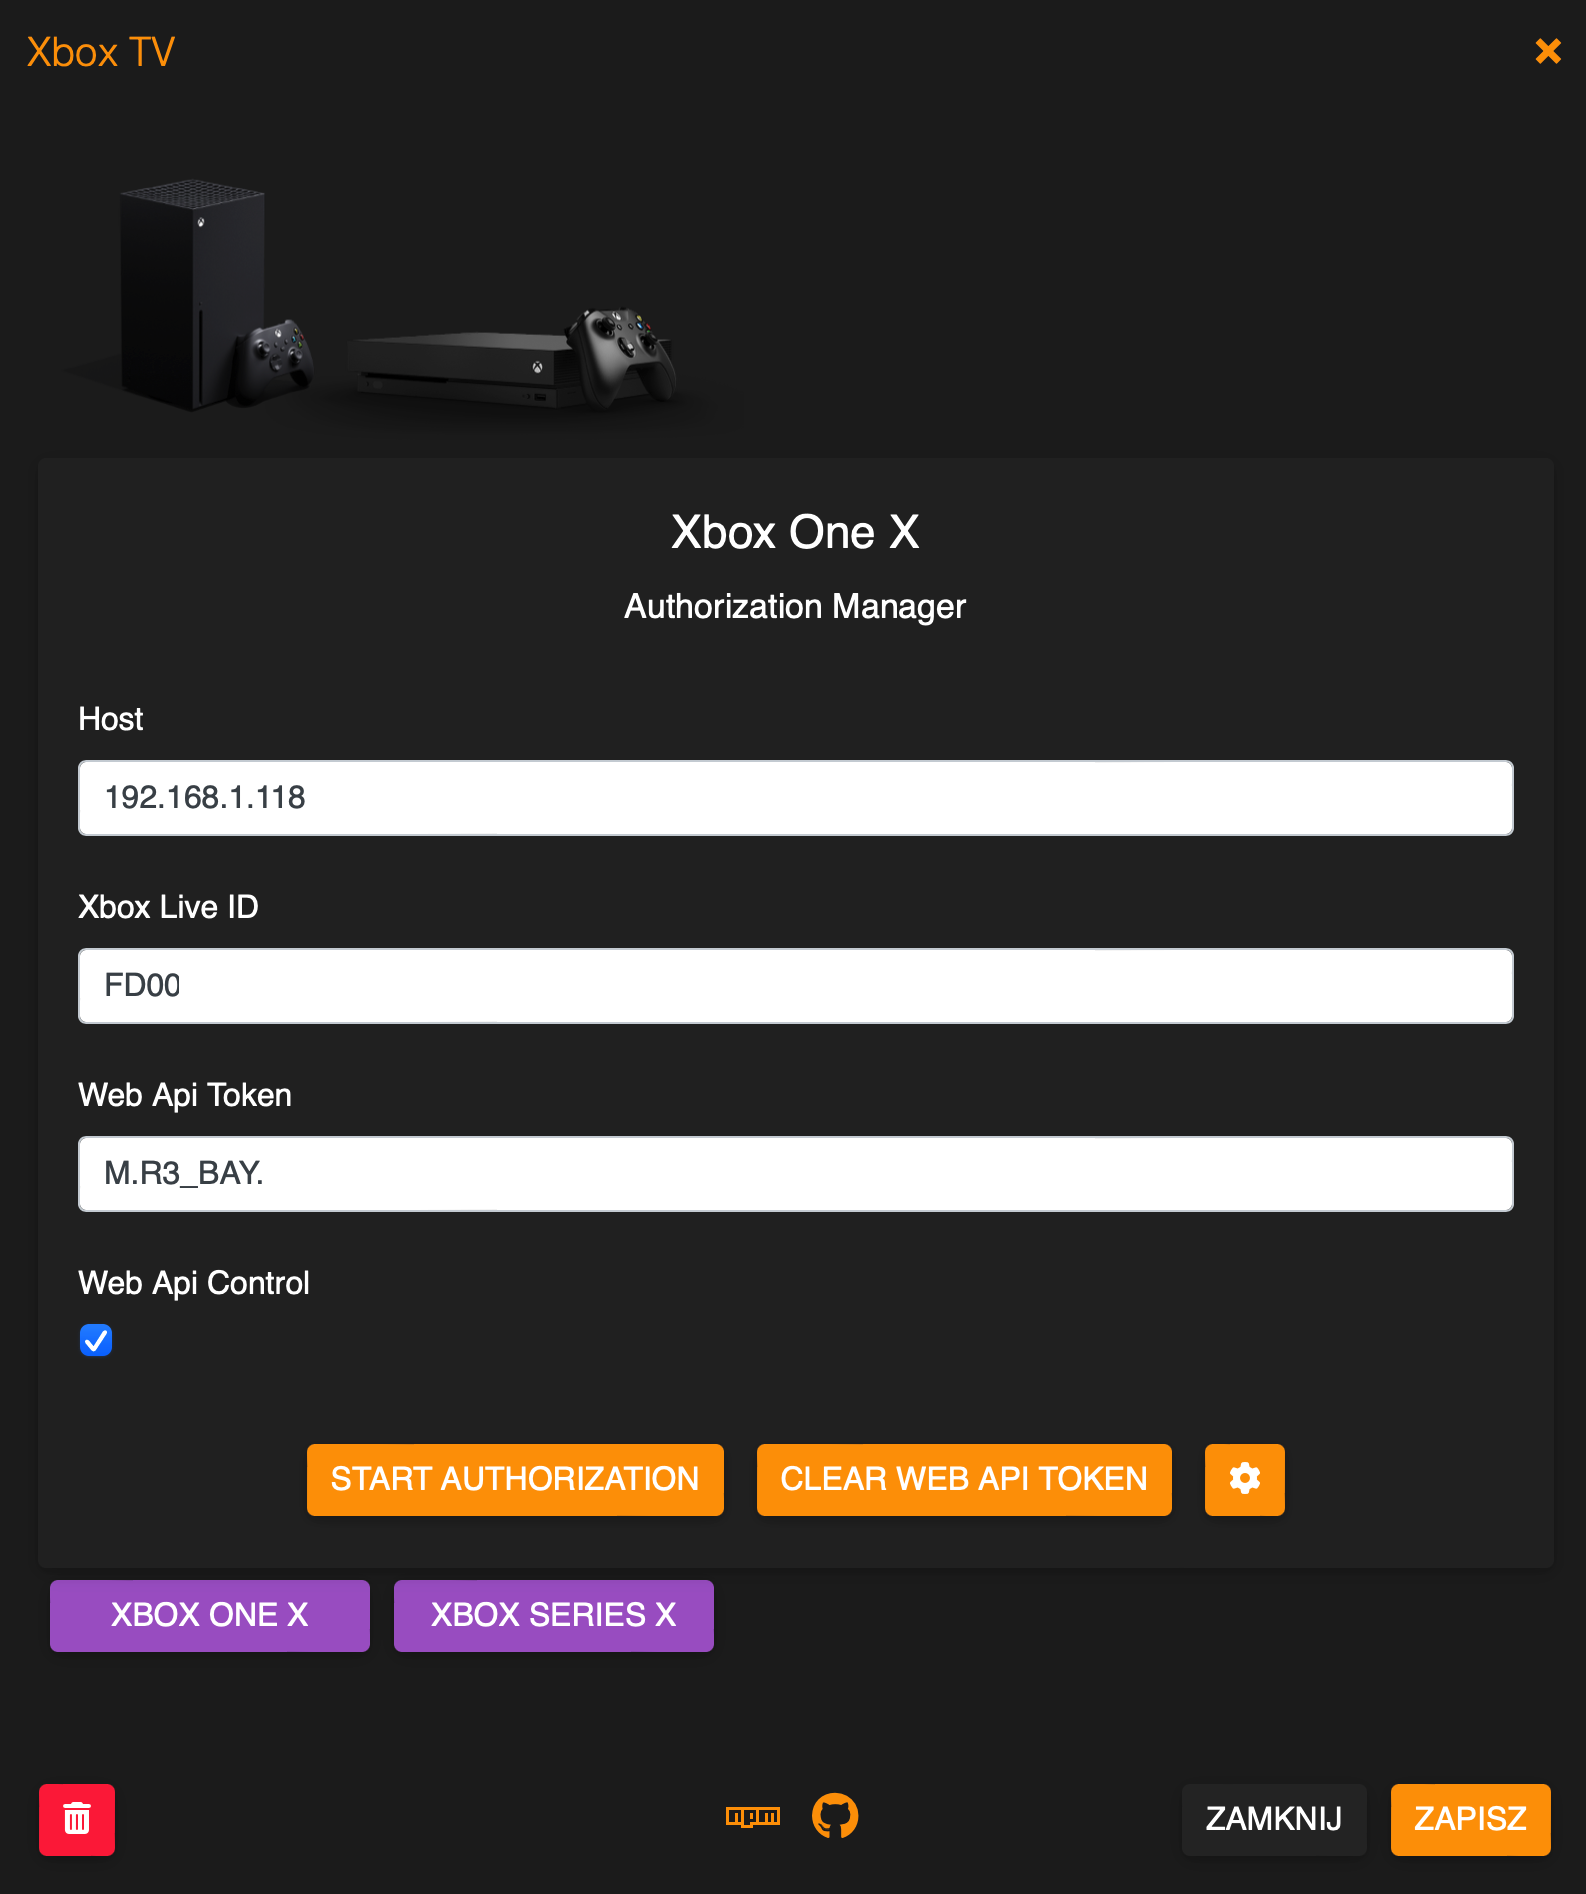 Xbox TV
Xbox One X
Authorization Manager
Host
192.168.1.118
Xbox Live ID
FD00
Web Api Token
M.R3_BAY.
Web Api Control
START AUTHORIZATION
CLEAR WEB API TOKEN
XBOX ONE X
XBOX SERIES X
npm
ZAMKNIJ
ZAPISZ